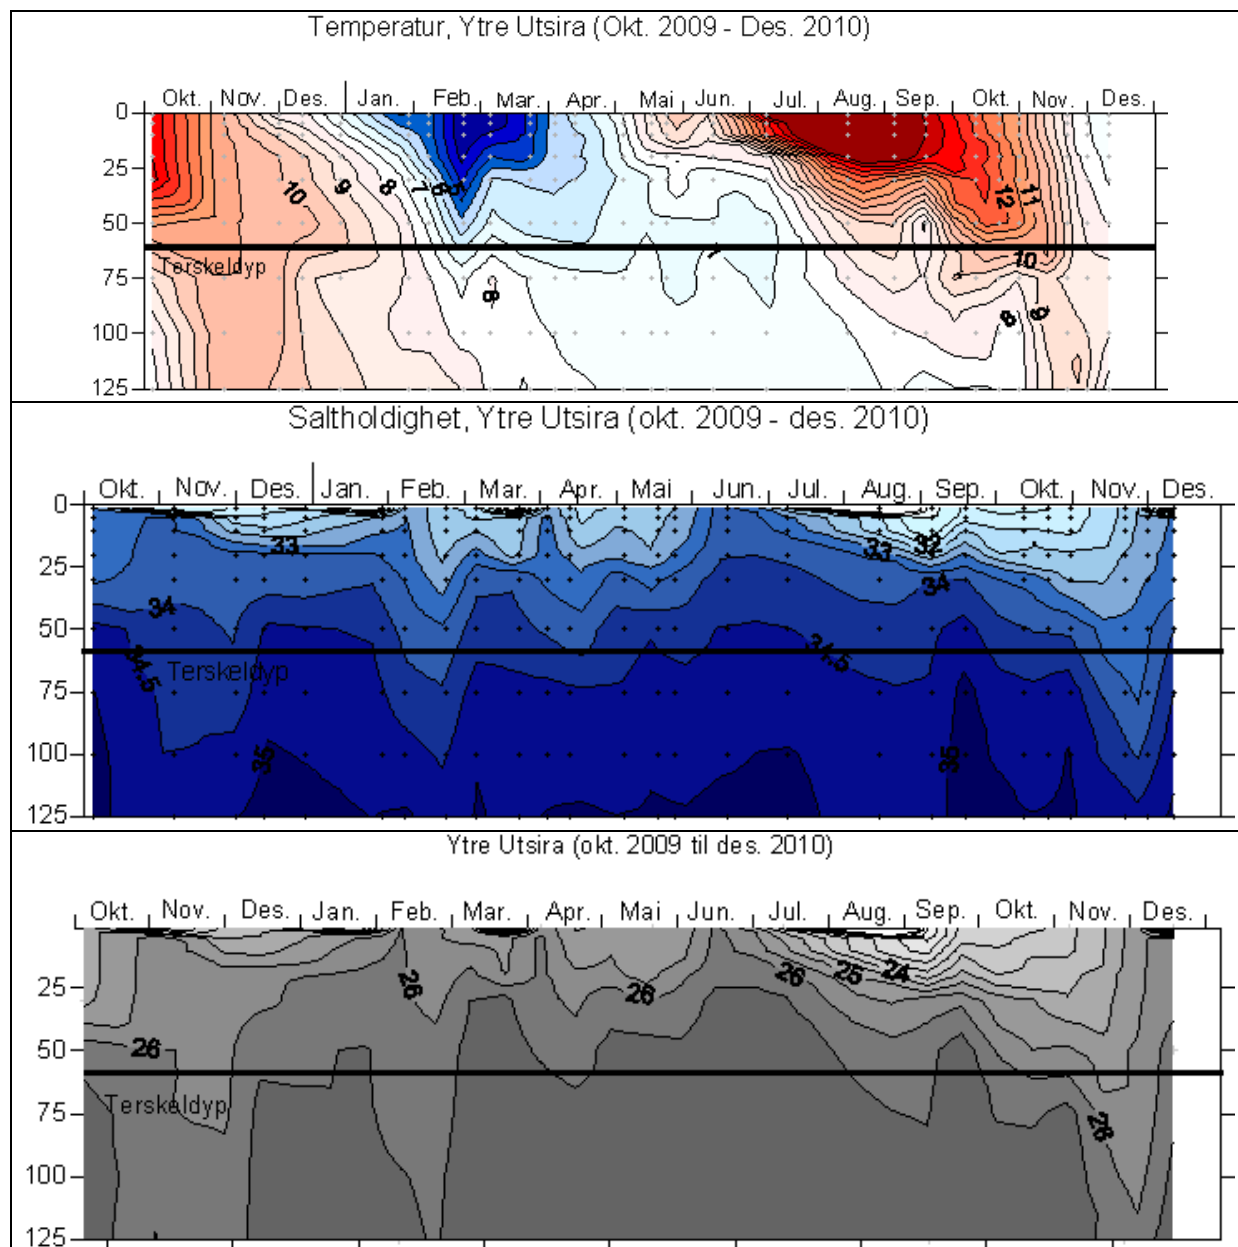 Temperatur, Ytre Utsira (Okt. 2009 - Des. 2010)
Okt. Nov. Des. Jan. Feb. Mar. Apr. Mai Jun. Jul. Aug. Sep. Okt. Nov. Des.
0
25
10 9 8 7 6 5 12 11
50
Terskeldyp 7 10
75
8 8 9
100
125
Saltholdighet, Ytre Utsira (okt. 2009 - des. 2010)
Okt. Nov. Des. Jan. Feb. Mar. Apr. Mai Jun. Jul. Aug. Sep. Okt. Nov. Des.
0
33 33 32
25
34 34
50
34.5 Terskeldyp 34.5
75
100
35 35
125
Ytre Utsira (okt. 2009 til des. 2010)
Okt. Nov. Des. Jan. Feb. Mar. Apr. Mai Jun. Jul. Aug. Sep. Okt. Nov. Des.
26 26 26 25 24
25
50
26
Terskeldyp
75
26
100
125